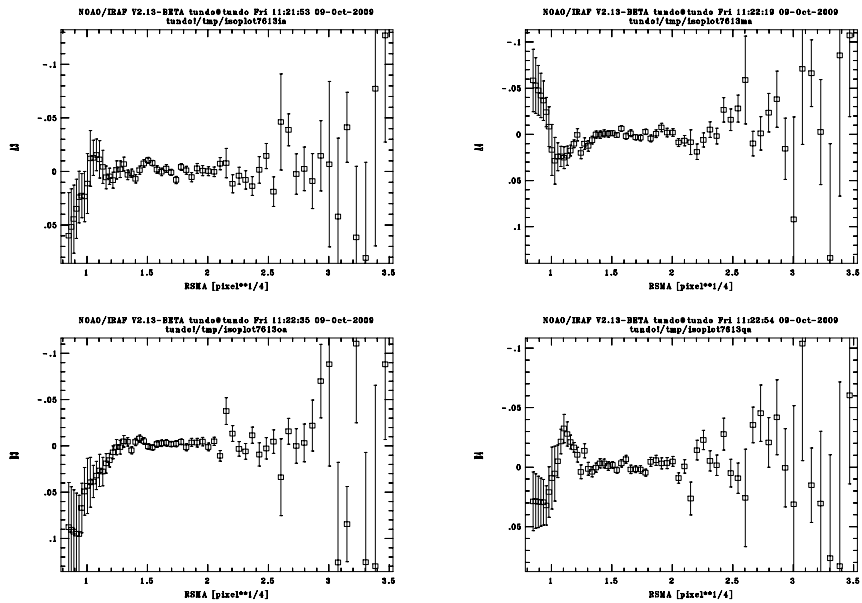 NOAO/IRAF V2.13-BETA tundo@tundo Fri 11:21:53 09-Oct-2009
tundo!/tmp/isoplot7613ia
-.1
-.05
0
.05
A3
1
1.5
2
2.5
3
3.5
RSMA [pixel**1/4]
NOAO/IRAF V2.13-BETA tundo@tundo Fri 11:22:19 09-Oct-2009
tundo!/tmp/isoplot7613ma
-.1
.05
0
.05
.1
A4
1
1.5
2
2.5
3
3.5
RSMA [pixel**1/4]
NOAO/IRAF V2.13-BETA tundo@tundo Fri 11:22:35 09-Oct-2009
tundo!/tmp/isoplot7613oa
-.1
-.05
0
.05
.1
B3
1
1.5
2
2.5
3
3.5
RSMA [pixel**1/4]
NOAO/IRAF V2.13-BETA tundo@tundo Fri 11:22:54 09-Oct-2009
tundo!/tmp/isoplot7613qa
-.1
-.05
0
.05
B4
1
1.5
2
2.5
3
3.5
RSMA [pixel**1/4]